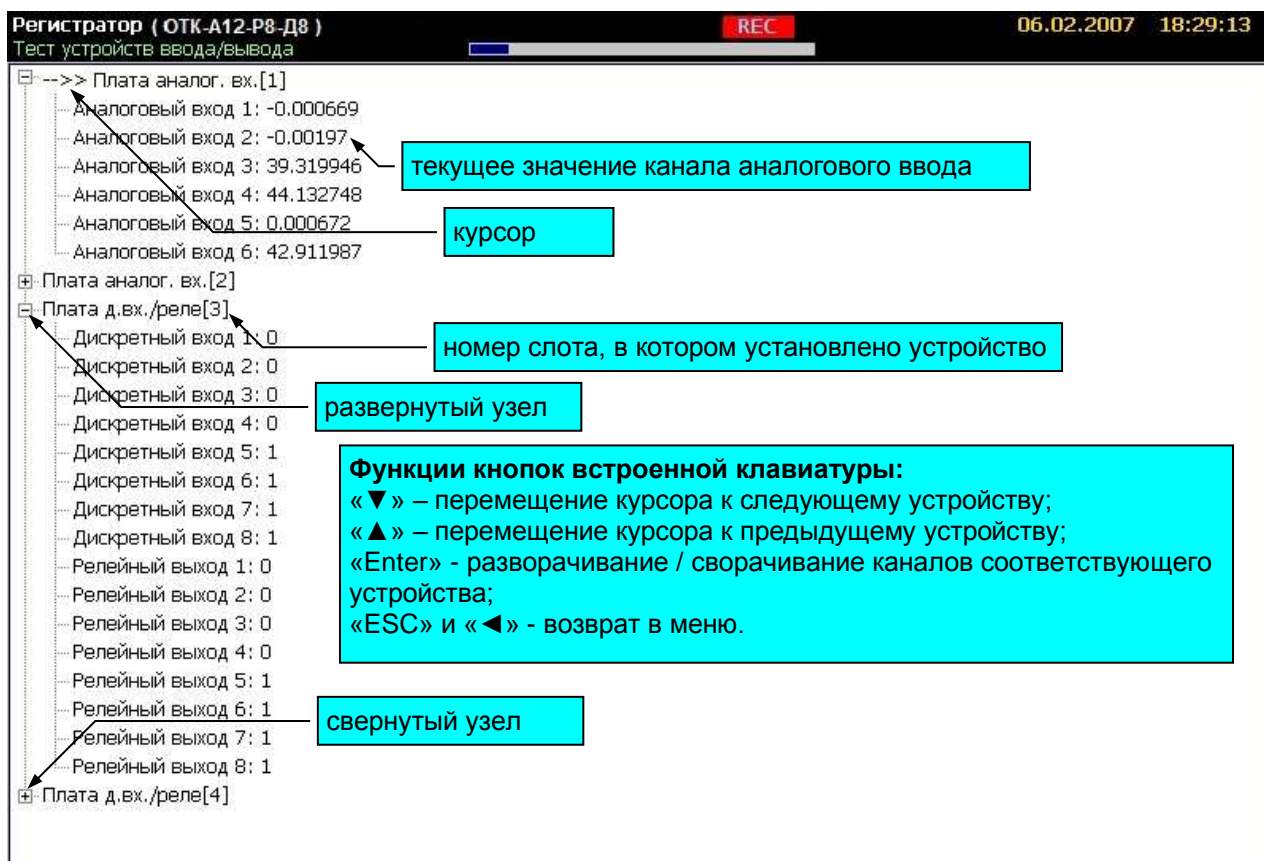 Регистратор ( ОТК-А12-Р8-Д8 ) REC 06.02.2007 18:29:13
Тест устройств ввода/вывода
-->> Плата аналог. вх.[1]
Аналоговый вход 1: -0.000669
Аналоговый вход 2: -0.00197
Аналоговый вход 3: 39.319946
текущее значение канала аналогового ввода
Аналоговый вход 4: 44.132748
Аналоговый вход 5: 0.000672
курсор
Аналоговый вход 6: 42.911987
Плата аналог. вх.[2]
Плата д.вх./реле[3]
Дискретный вход 1: 0
номер слота, в котором установлено устройство
Дискретный вход 2: 0
Дискретный вход 3: 0
развернутый узел
Дискретный вход 4: 0
Дискретный вход 5: 1
Дискретный вход 6: 1
Дискретный вход 7: 1
Дискретный вход 8: 1
Релейный выход 1: 0
Релейный выход 2: 0
Релейный выход 3: 0
Релейный выход 4: 0
Релейный выход 5: 1
Релейный выход 6: 1
Релейный выход 7: 1
Релейный выход 8: 1
Плата д.вх./реле[4]
Функции кнопок встроенной клавиатуры:
«▼» – перемещение курсора к следующему устройству;
«▲» – перемещение курсора к предыдущему устройству;
«Enter» - разворачивание / сворачивание каналов соответствующего
устройства;
«ESC» и «◄» - возврат в меню.
свернутый узел